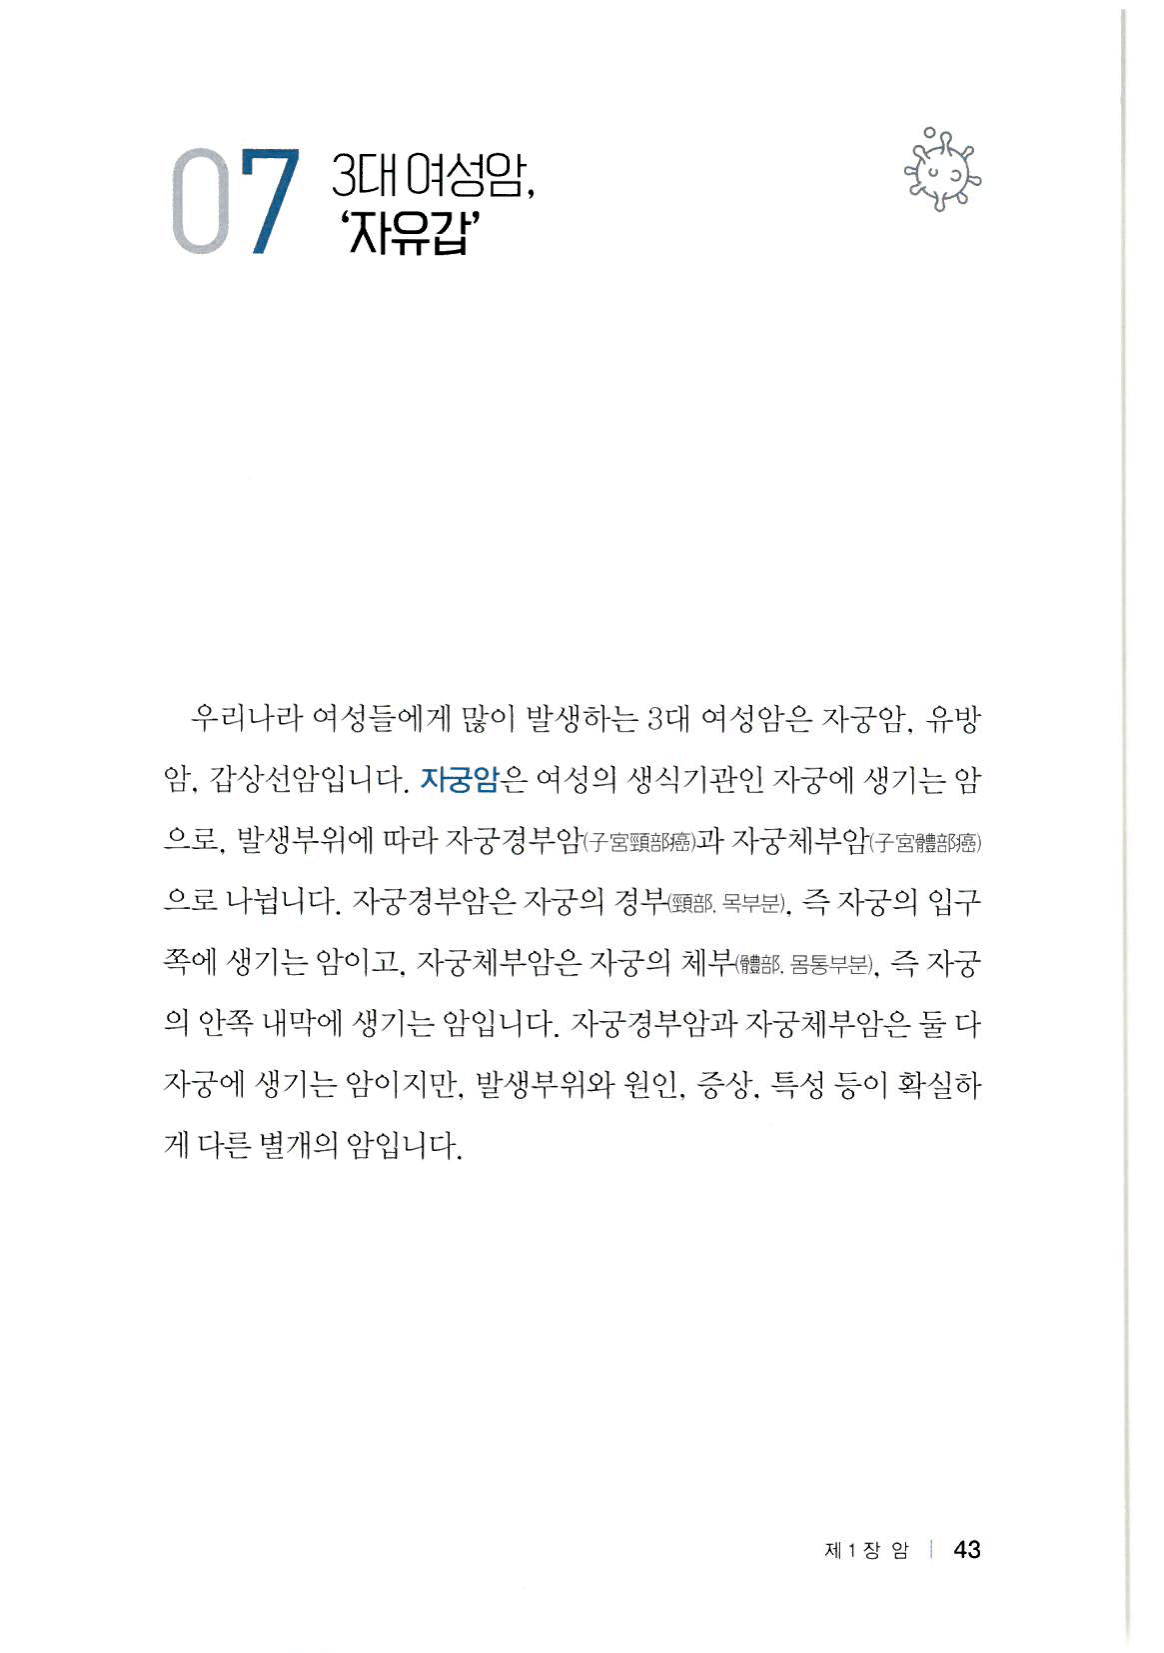 07
3대 여성암,
‘자유갑’
우리나라 여성들에게 많이 발생하는 3대 여성암은 자궁암, 유방
암, 갑상선암입니다. 자궁암은 여성의 생식기관인 자궁에 생기는 암
으로, 발생부위에 따라 자궁경부암(子宮頸部癌)과 자궁체부암(子宮體部癌)
으로 나뉩니다. 자궁경부암은 자궁의 경부(頸部, 목부분), 즉 자궁의 입구
쪽에 생기는 암이고, 자궁체부암은 자궁의 체부(體部, 몸통부분), 즉 자궁
의 안쪽 내막에 생기는 암입니다. 자궁경부암과 자궁체부암은 둘 다
자궁에 생기는 암이지만, 발생부위와 원인, 증상, 특성 등이 확실하
게 다른 별개의 암입니다.
제1장 암 | 43